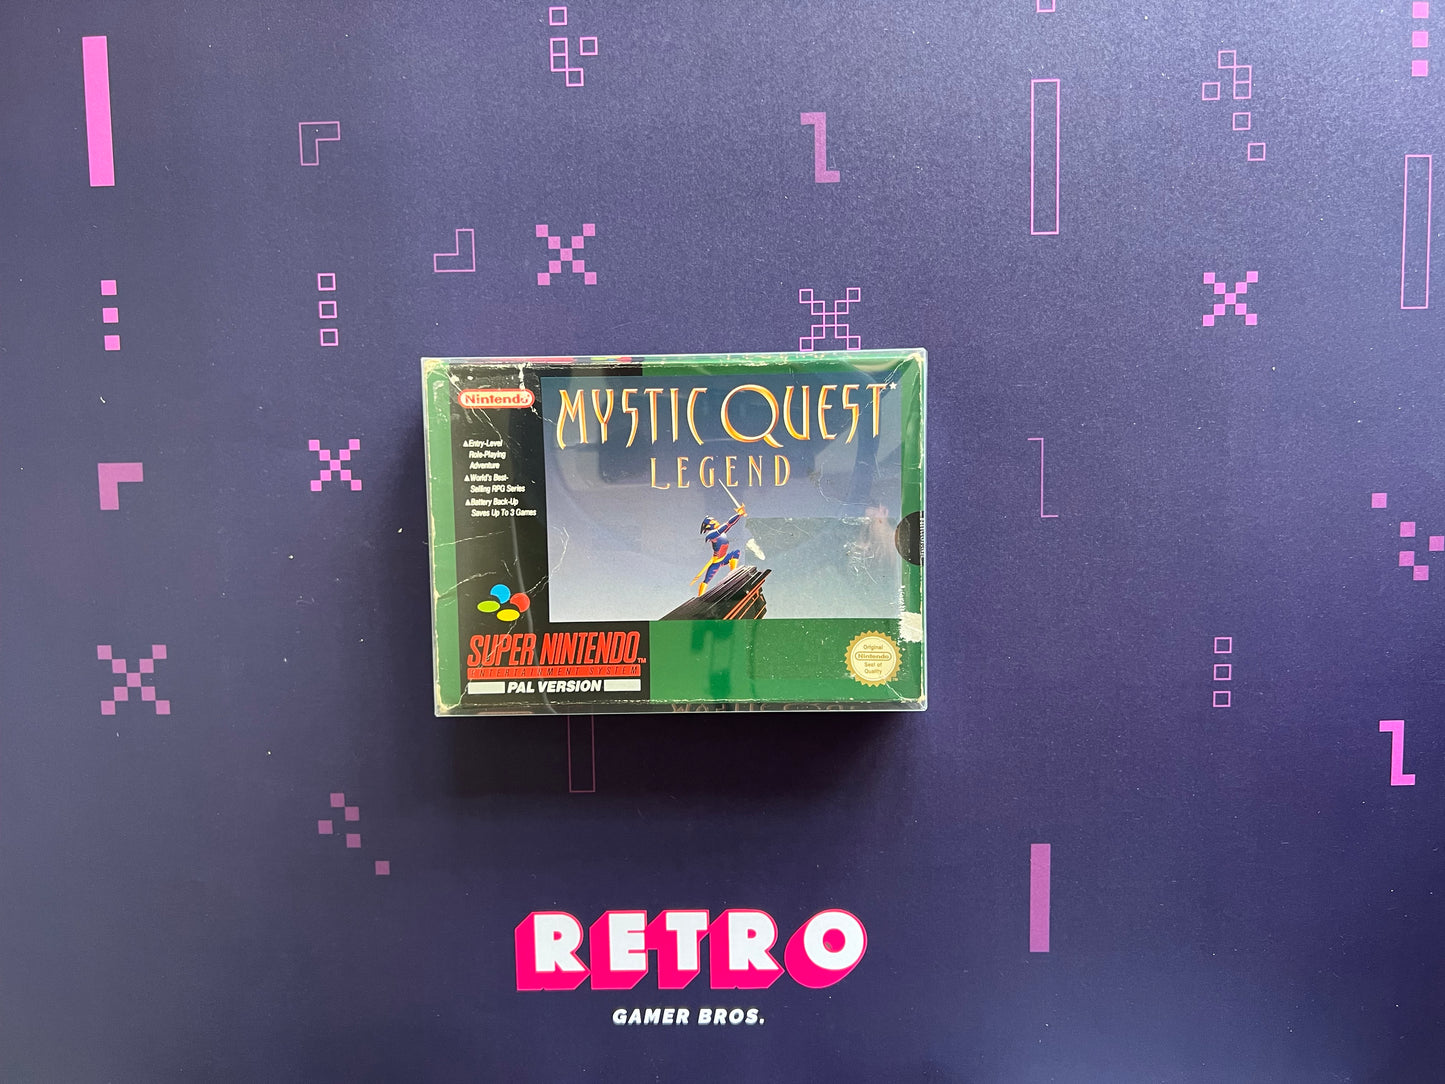 Nintendo
MYSTIC QUEST*
LEGEND
▲Entry-Level
Role-Playing
Adventure
▲World's Best-
Selling RPG Series
▲Battery Back-Up
Saves Up To 3 Games
SUPER NINTENDO™
ENTERTAINMENT SYSTEM
PAL VERSION
Original
Nintendo
Seal of
Quality
RETRO
GAMER BROS.